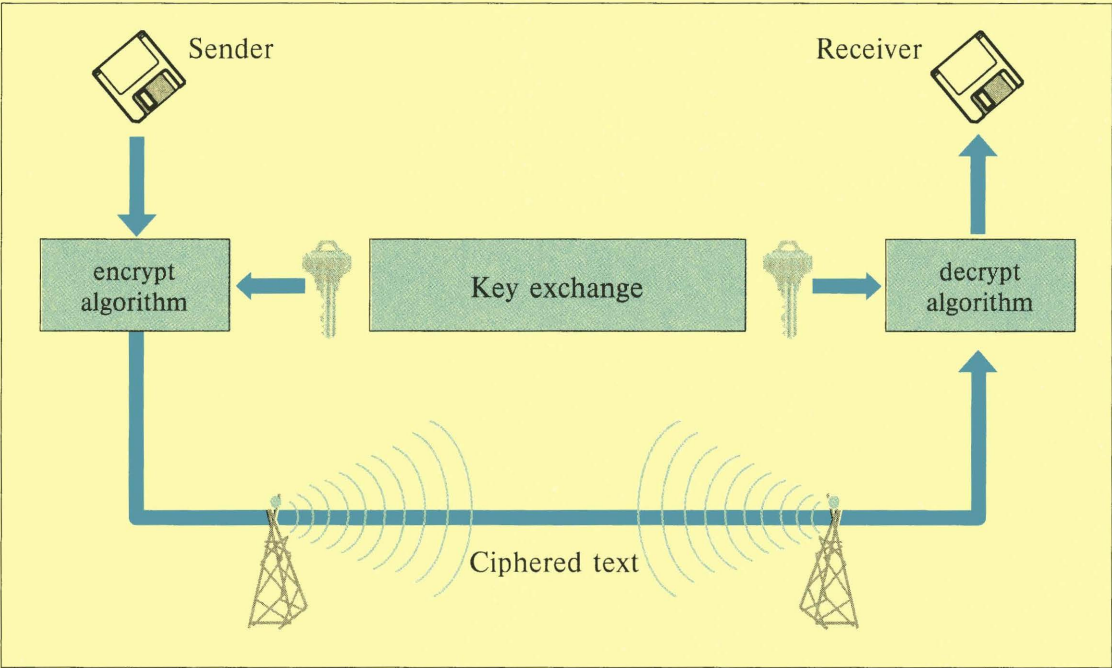 Sender
Receiver
encrypt
algorithm
Key exchange
decrypt
algorithm
Ciphered text